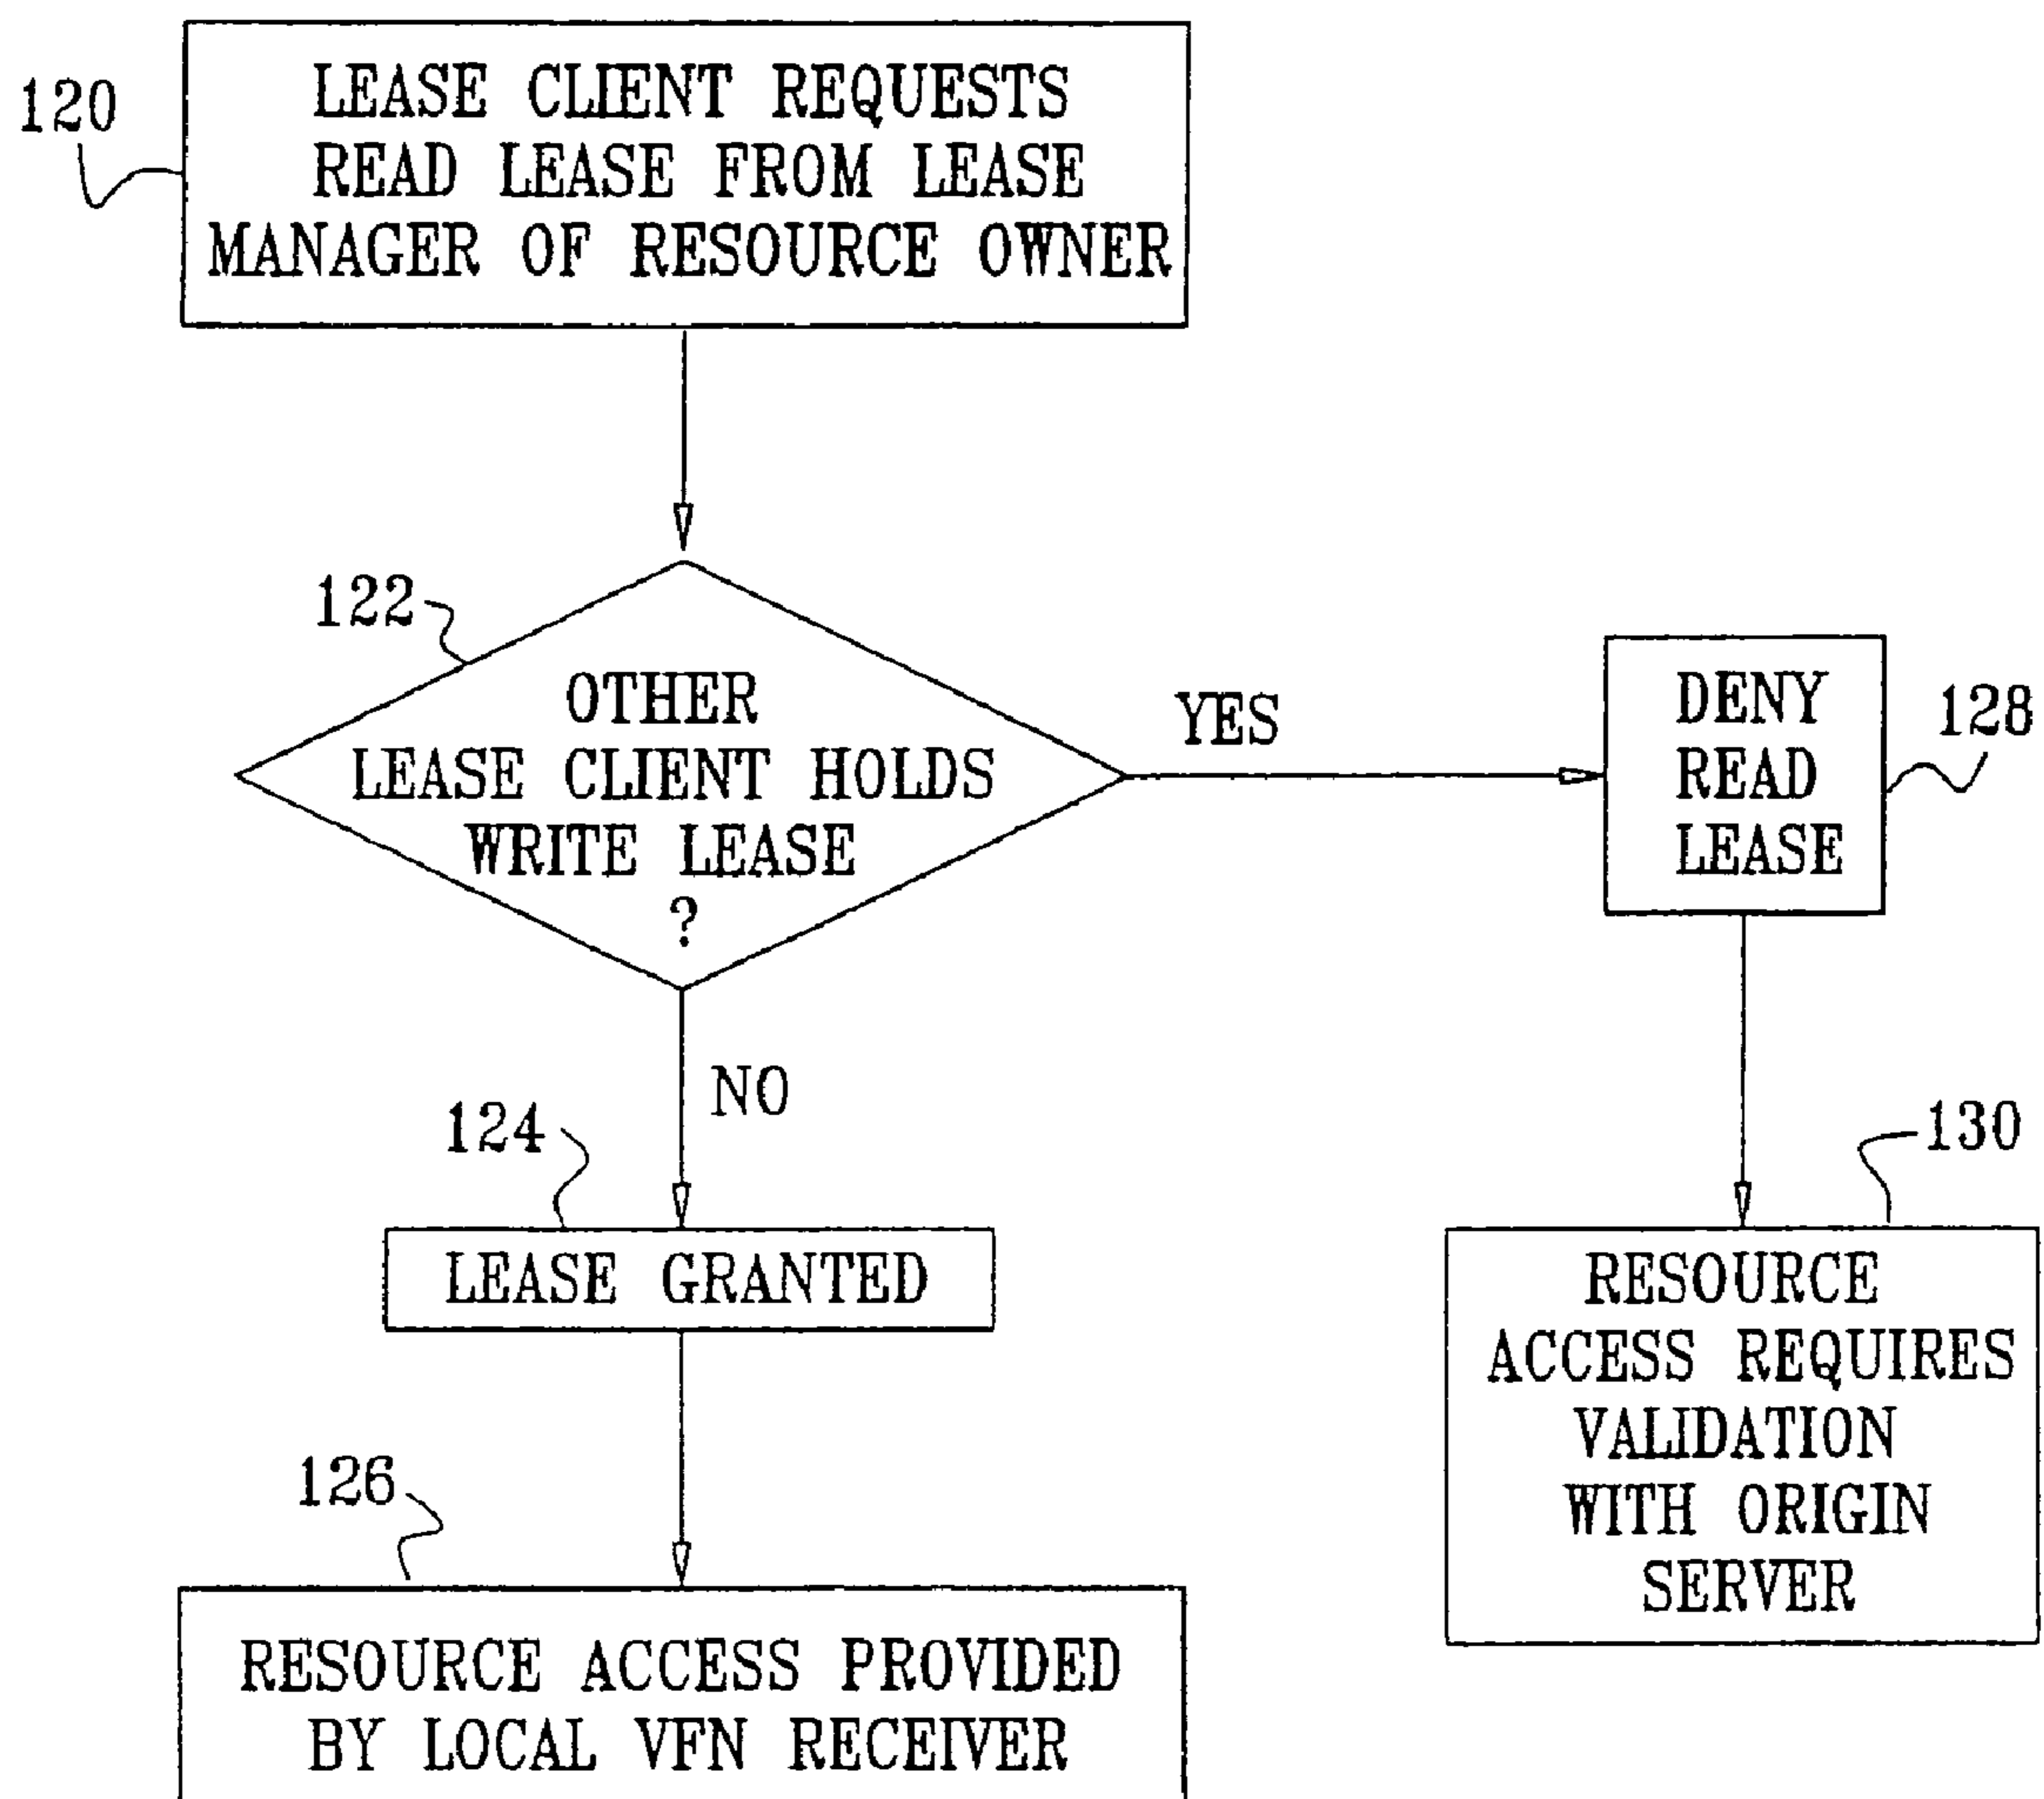 120
LEASE CLIENT REQUESTS
READ LEASE FROM LEASE
MANAGER OF RESOURCE OWNER
122
OTHER
LEASE CLIENT HOLDS
WRITE LEASE
?
YES
DENY
READ
LEASE
128
NO
124
LEASE GRANTED
130
RESOURCE
ACCESS REQUIRES
VALIDATION
WITH ORIGIN
SERVER
126
RESOURCE ACCESS PROVIDED
BY LOCAL VFN RECEIVER